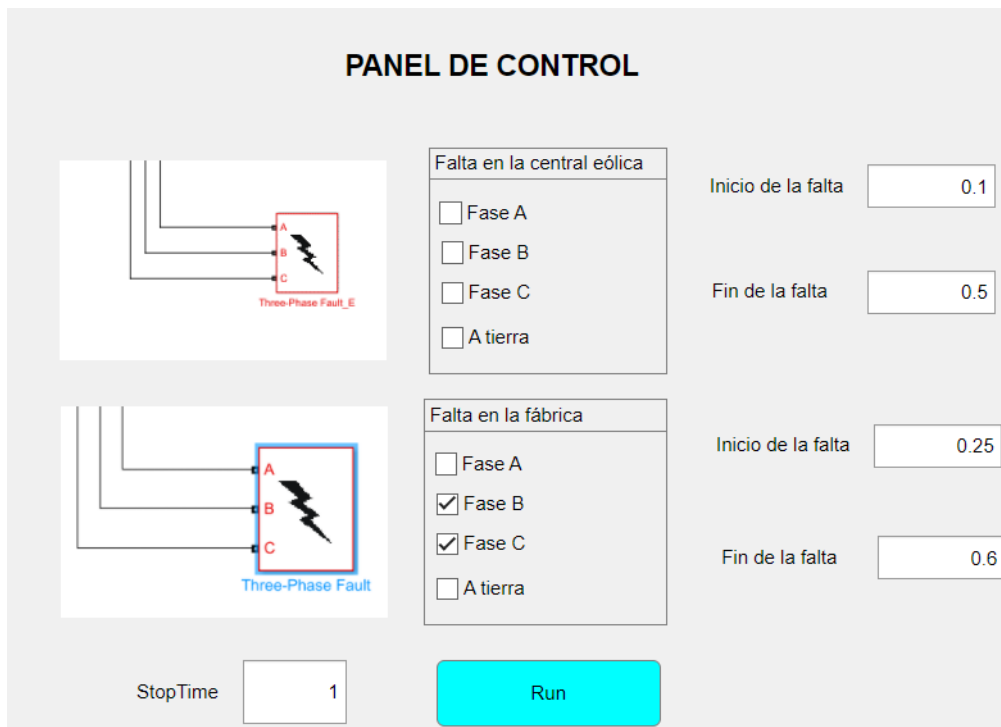 PANEL DE CONTROL
A
B
C
Three-Phase Fault_E
Falta en la central eólica
Fase A
Fase B
Fase C
A tierra
Inicio de la falta
0.1
Fin de la falta
0.5
A
B
C
Three-Phase Fault
Falta en la fábrica
Fase A
Fase B
Fase C
A tierra
Inicio de la falta
0.25
Fin de la falta
0.6
StopTime
1
Run